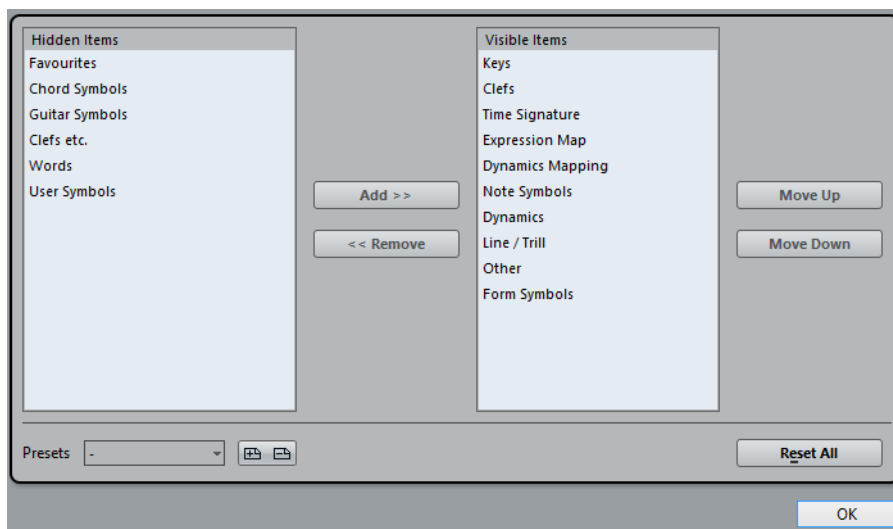 Hidden Items
Favourites
Chord Symbols
Guitar Symbols
Clefs etc.
Words
User Symbols
Add >>
<< Remove
Visible Items
Keys
Clefs
Time Signature
Expression Map
Dynamics Mapping
Note Symbols
Dynamics
Line / Trill
Other
Form Symbols
Move Up
Move Down
Presets
-
Reset All
OK